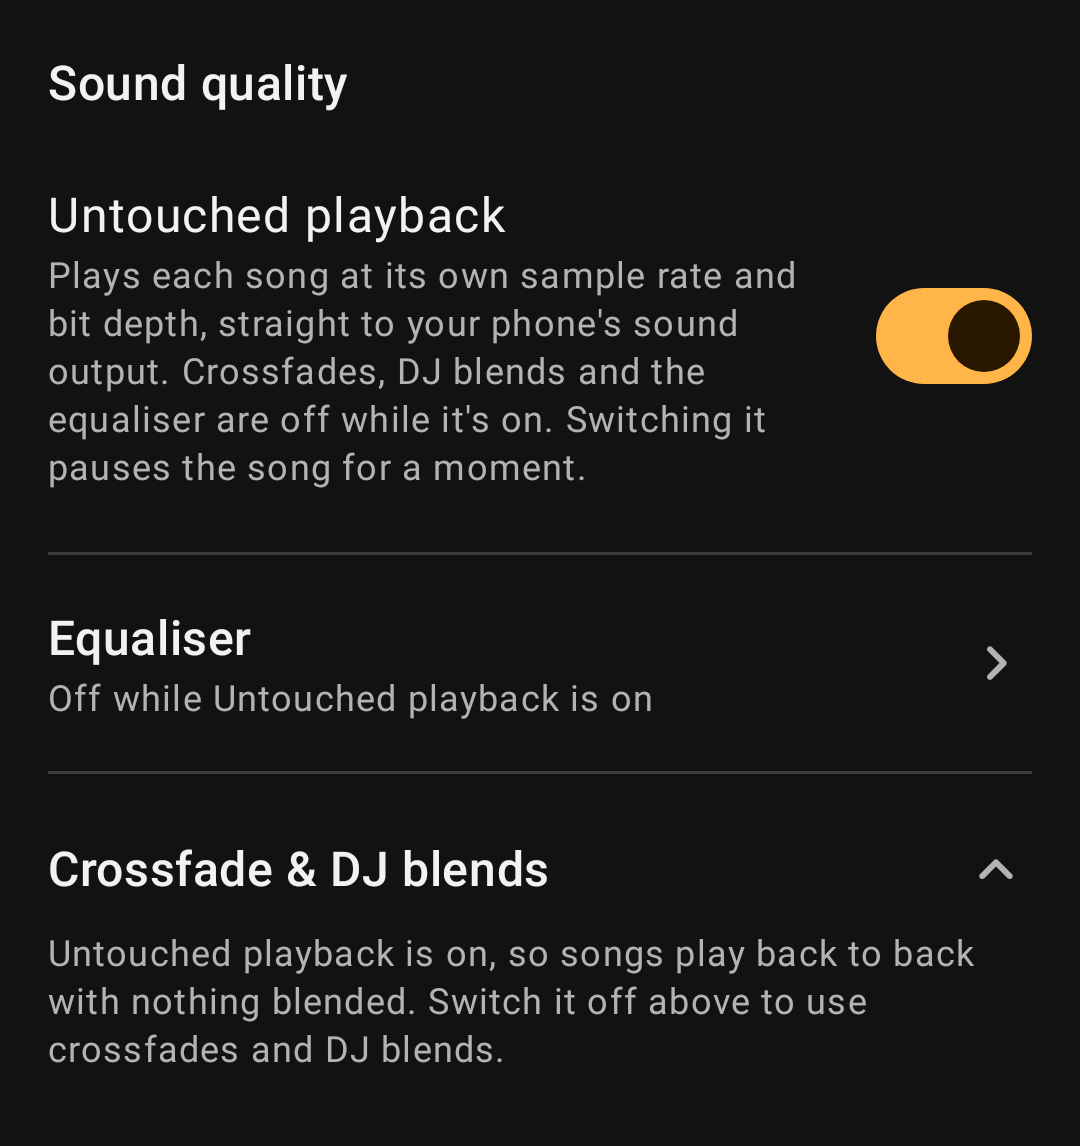 Sound quality
Untouched playback
Plays each song at its own sample rate and
bit depth, straight to your phone's sound
output. Crossfades, DJ blends and the
equaliser are off while it's on. Switching it
pauses the song for a moment.
Equaliser
Off while Untouched playback is on
Crossfade & DJ blends
Untouched playback is on, so songs play back to back
with nothing blended. Switch it off above to use
crossfades and DJ blends.